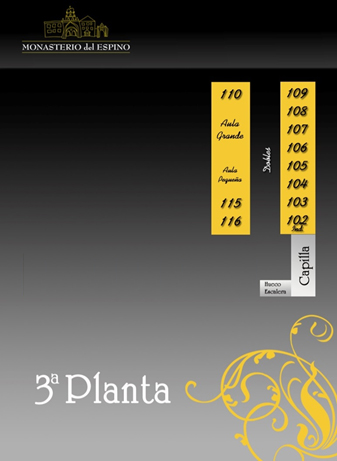 MONASTERIO del ESPINO
110
Aula
Grande
Aula
Pequeña
115
116
Dobles
109
108
107
106
105
104
103
102
Ind.
Capilla
Hueco
Escalera
3ª Planta